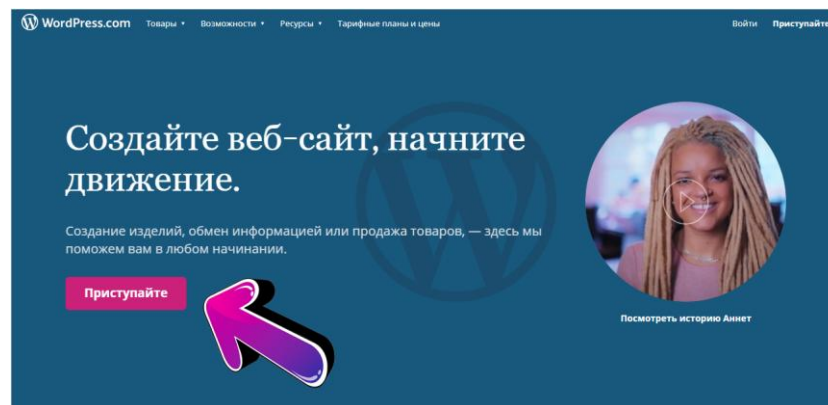 WordPress.com Товары Возможности Ресурсы Тарифные планы и цены Войти Приступайте
Создайте веб-сайт, начните
движение.
Создание изделий, обмен информацией или продажа товаров, — здесь мы
поможем вам в любом начинании.
Приступайте
Посмотреть историю Аннет